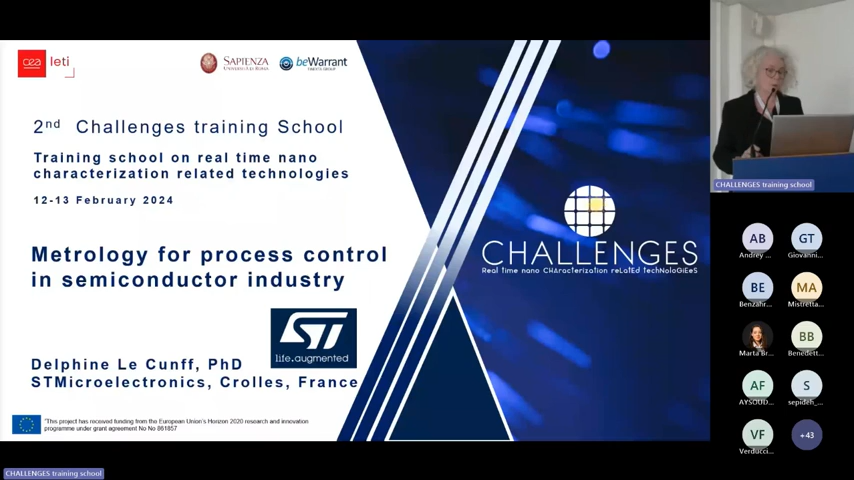 cea leti
SAPIENZA
UNIVERSITÀ DI ROMA
beWarrant
2nd Challenges training School
Training school on real time nano
characterization related technologies
12-13 February 2024
Metrology for process control
in semiconductor industry
ST
life.augmented
Delphine Le Cunff, PhD
STMicroelectronics, Crolles, France
CHALLENGES
Real time nano CHAracterization reLatEd techNoloGiEeS
"This project has received funding from the European Union's Horizon 2020 research and innovation
programme under grant agreement No No 861857
CHALLENGES training school
CHALLENGES training school
AB
GT
Andrey ...
Giovanni...
BE
MA
Benzahr...
Mistretta...
BB
Marta Br...
Benedett...
AF
S
AYSOUD...
sepideh_...
VF
+43
Verducci...